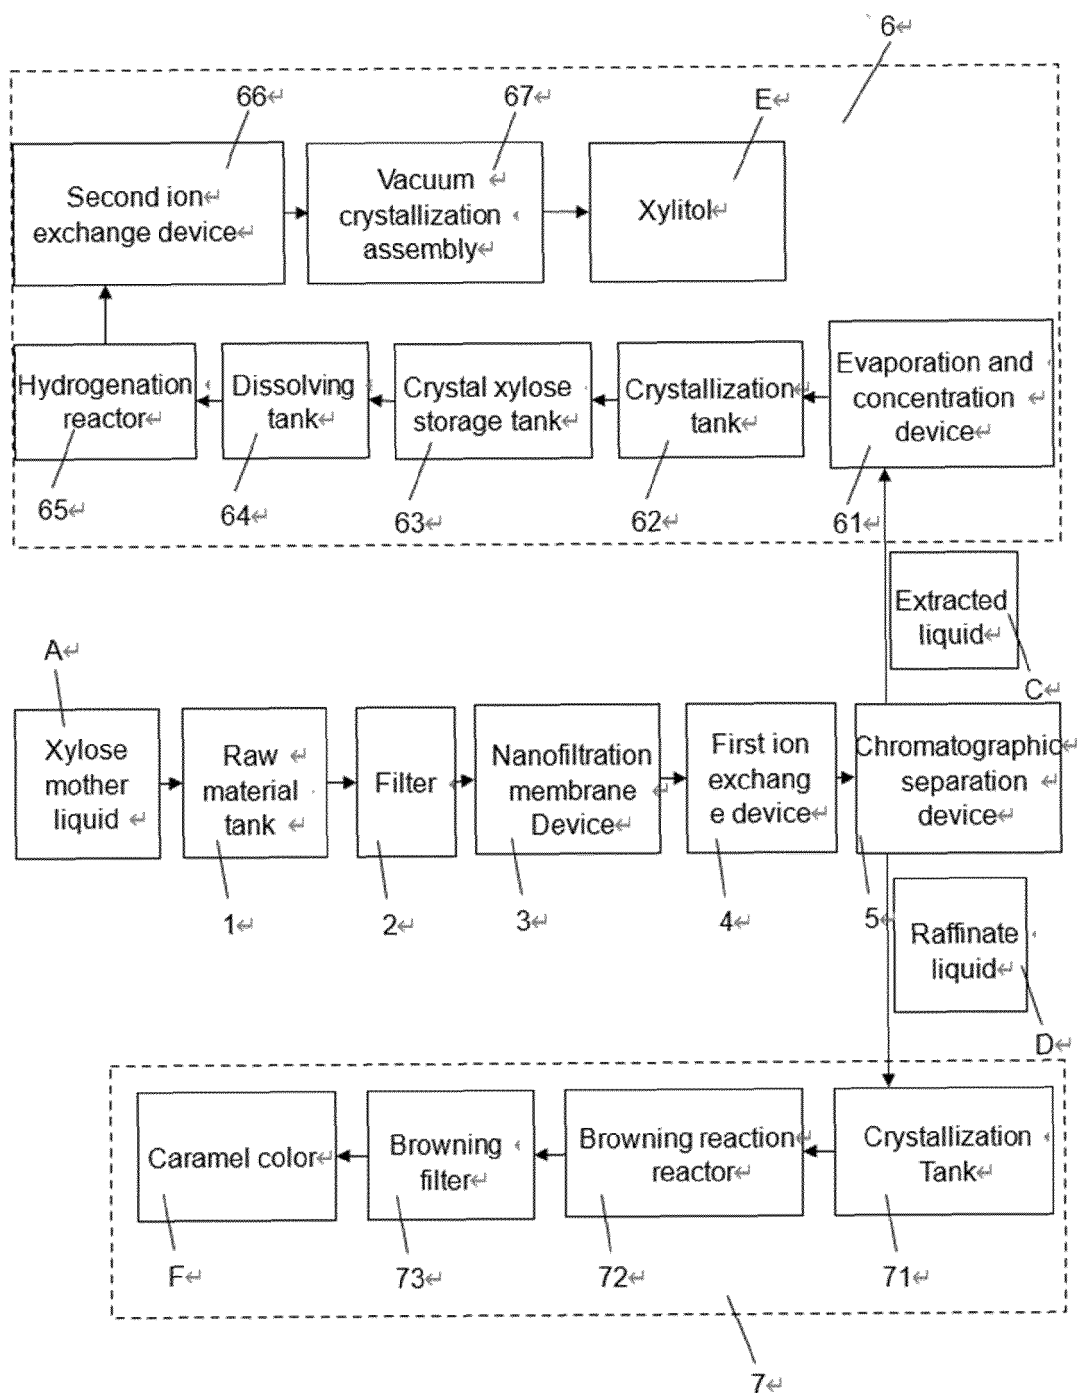 6↵
66↵
67↵
E↵
Second ion↵
exchange device↵
Vacuum ↵
crystallization
assembly↵
Xylitol↵
Hydrogenation
reactor↵
Dissolving
tank↵
Crystal xylose
storage tank↵
Crystallization↵
tank↵
Evaporation and
concentration ↵
device↵
65↵
64↵
63↵
62↵
61↵
Extracted
liquid↵
C↵
A↵
Xylose
mother
liquid ↵
Raw ↵
material
tank ↵
Filter
Nanofiltration
membrane ↵
Device↵
First ion
exchang
e device↵
Chromatographic↵
separation ↵
device↵
1↵
2↵
3↵
4↵
5↵
Raffinate
liquid↵
D↵
Caramel color↵
Browning
filter↵
Browning reaction↵
reactor↵
Crystallization
Tank↵
F↵
73↵
72↵
71↵
7↵